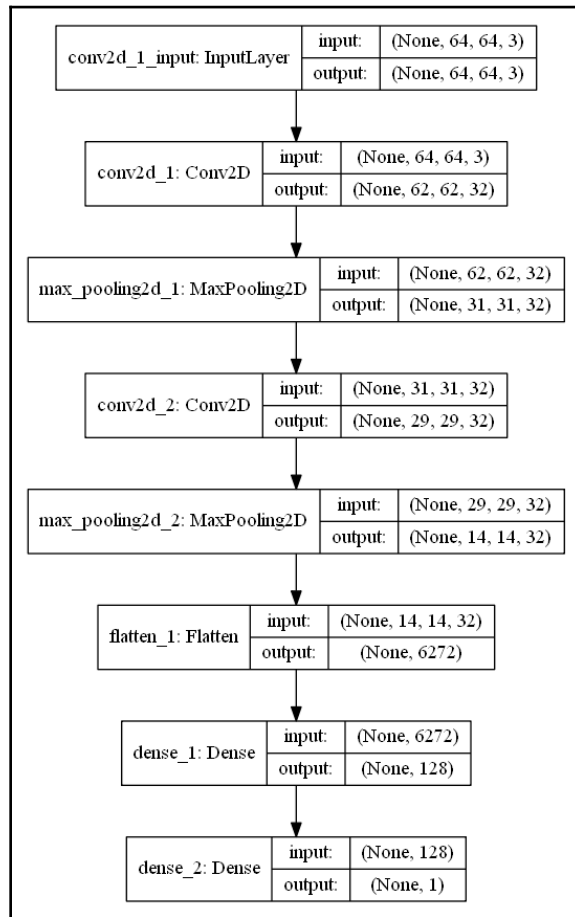 conv2d_1_input: InputLayer
input: (None, 64, 64, 3)
output: (None, 64, 64, 3)
conv2d_1: Conv2D
input: (None, 64, 64, 3)
output: (None, 62, 62, 32)
max_pooling2d_1: MaxPooling2D
input: (None, 62, 62, 32)
output: (None, 31, 31, 32)
conv2d_2: Conv2D
input: (None, 31, 31, 32)
output: (None, 29, 29, 32)
max_pooling2d_2: MaxPooling2D
input: (None, 29, 29, 32)
output: (None, 14, 14, 32)
flatten_1: Flatten
input: (None, 14, 14, 32)
output: (None, 6272)
dense_1: Dense
input: (None, 6272)
output: (None, 128)
dense_2: Dense
input: (None, 128)
output: (None, 1)